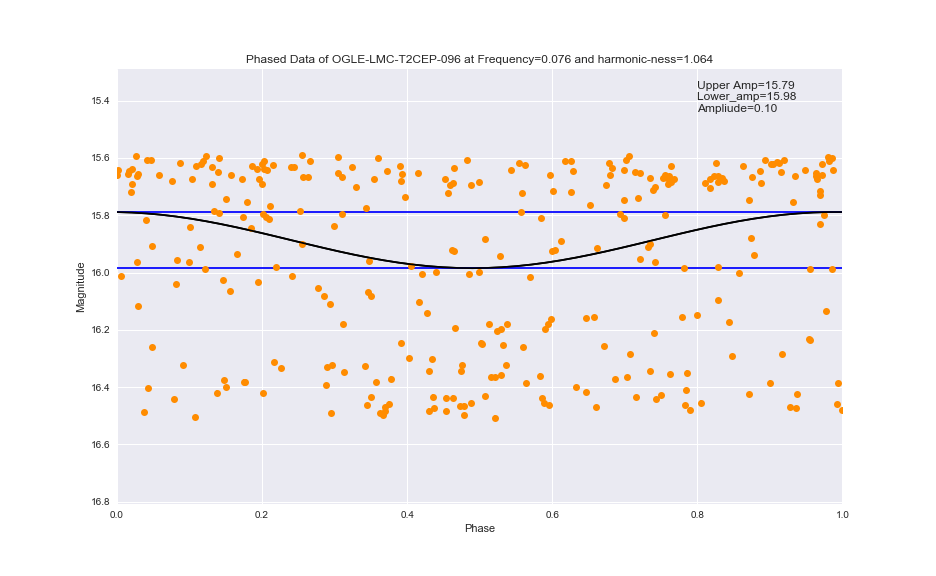 Phased Data of OGLE-LMC-T2CEP-096 at Frequency=0.076 and harmonic-ness=1.064
Upper Amp=15.79
Lower_amp=15.98
Ampliude=0.10
15.4
15.6
15.8
16.0
16.2
16.4
16.6
16.8
Magnitude
0.0 0.2 0.4 0.6 0.8 1.0
Phase